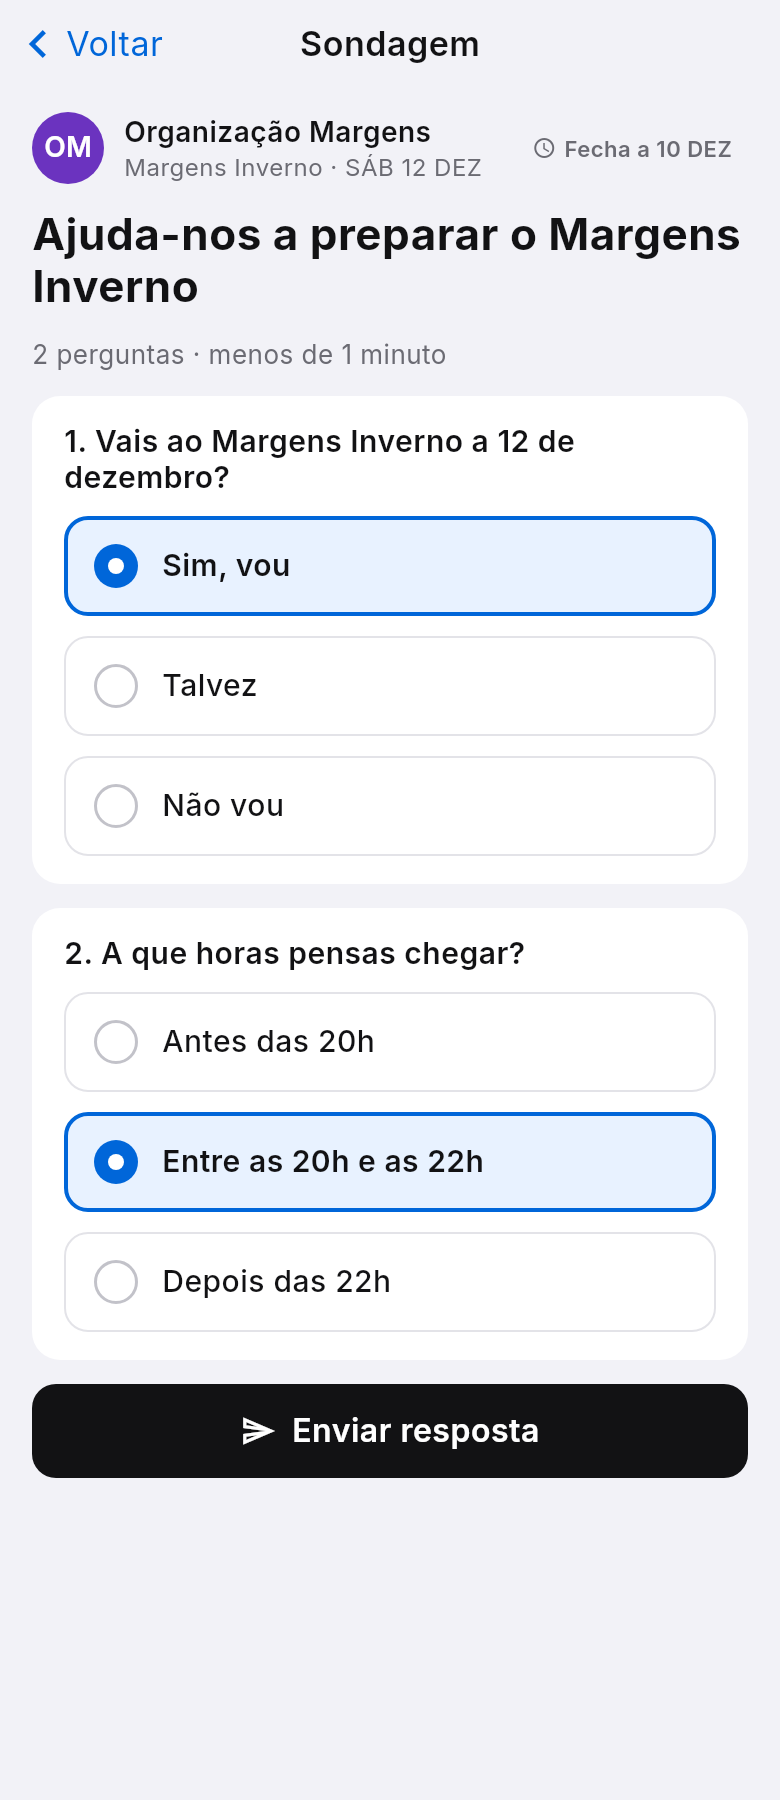 Voltar
Sondagem
OM
Organização Margens
Margens Inverno · SÁB 12 DEZ
Fecha a 10 DEZ
Ajuda-nos a preparar o Margens
Inverno
2 perguntas · menos de 1 minuto
1. Vais ao Margens Inverno a 12 de
dezembro?
Sim, vou
Talvez
Não vou
2. A que horas pensas chegar?
Antes das 20h
Entre as 20h e as 22h
Depois das 22h
Enviar resposta